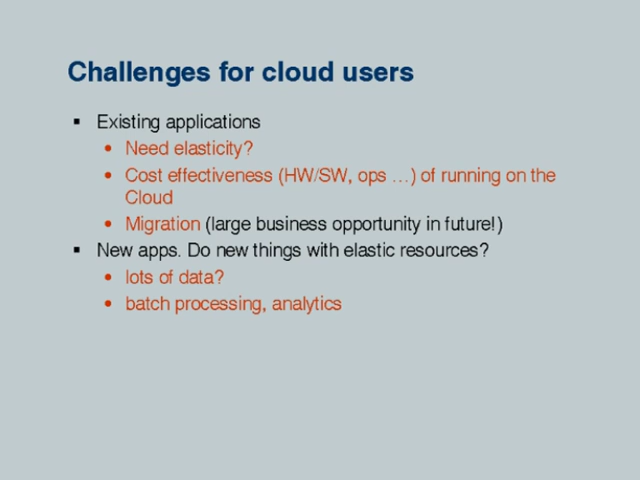 Challenges for cloud users
▪ Existing applications
• Need elasticity?
• Cost effectiveness (HW/SW, ops …) of running on the
Cloud
• Migration (large business opportunity in future!)
▪ New apps. Do new things with elastic resources?
• lots of data?
• batch processing, analytics